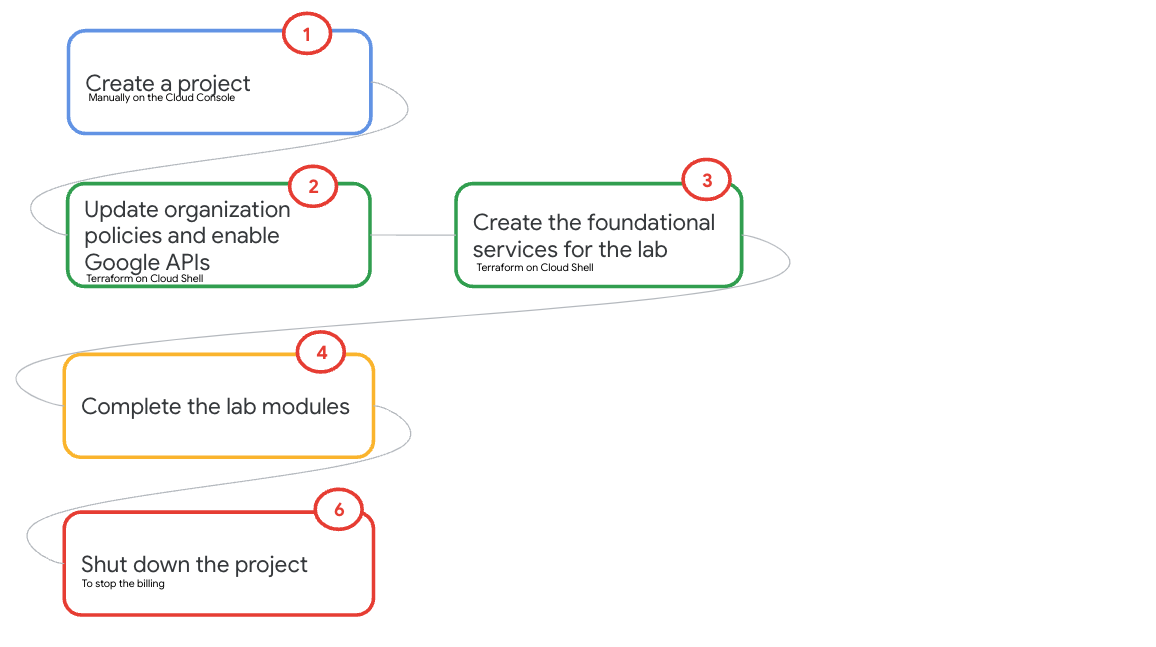 1
Create a project
Manually on the Cloud Console
2
Update organization
policies and enable
Google APIs
Terraform on Cloud Shell
3
Create the foundational
services for the lab
Terraform on Cloud Shell
4
Complete the lab modules
6
Shut down the project
To stop the billing